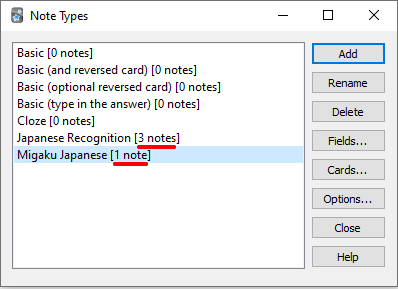 Note Types
Basic [0 notes]
Basic (and reversed card) [0 notes]
Basic (optional reversed card) [0 notes]
Basic (type in the answer) [0 notes]
Cloze [0 notes]
Japanese Recognition [3 notes]
Migaku Japanese [1 note]
Add
Rename
Delete
Fields...
Cards...
Options...
Close
Help